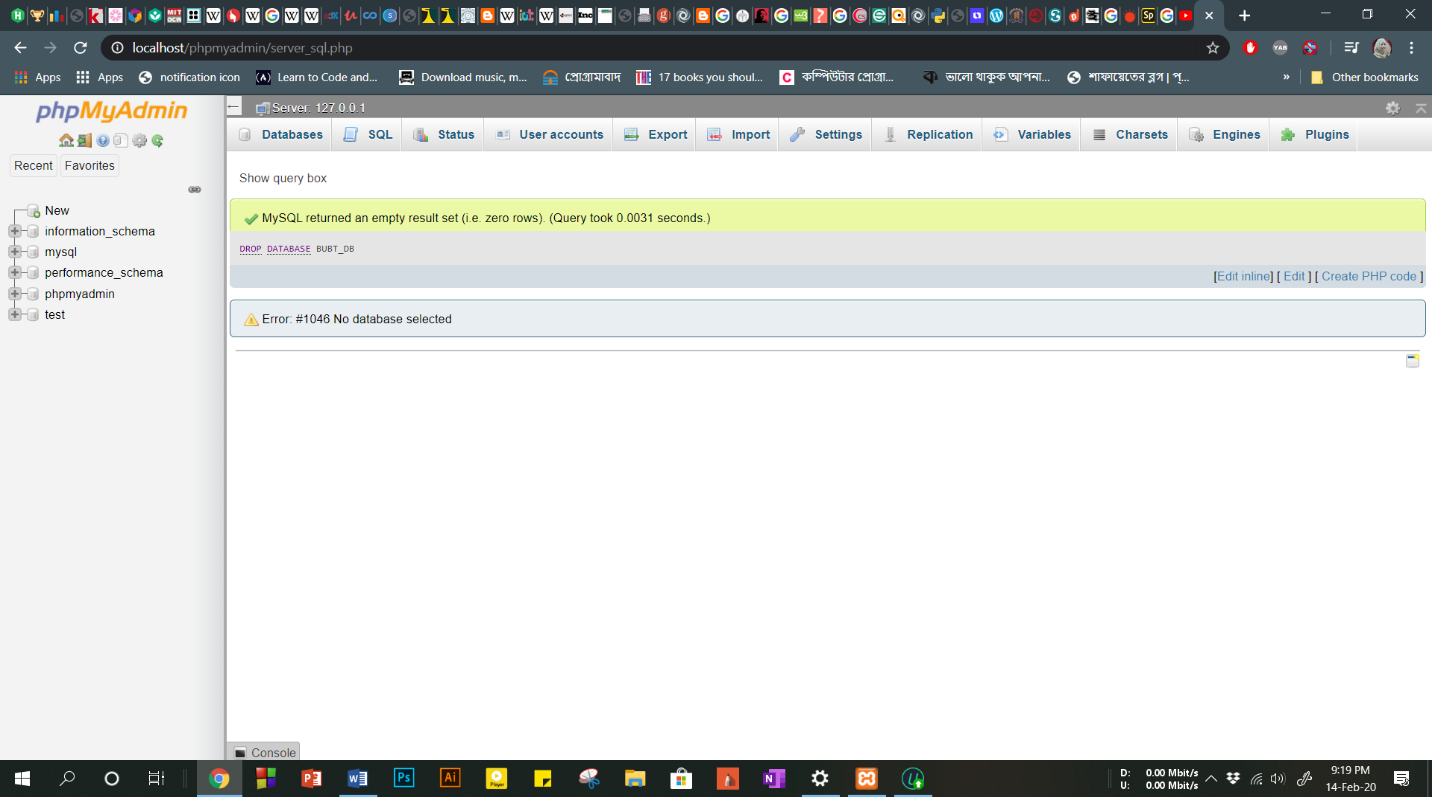 localhost/phpmyadmin/server_sql.php
Apps
Apps
notification icon
Learn to Code and...
Download music, m...
প্রোগ্রামাবাদ
17 books you shoul...
কম্পিউটার প্রোগ্রা...
ভালো থাকুক আপনা...
শাফায়েতের ব্লগ | প্...
»
Other bookmarks
phpMyAdmin
Recent
Favorites
New
information_schema
mysql
performance_schema
phpmyadmin
test
Server: 127.0.0.1
Databases
SQL
Status
User accounts
Export
Import
Settings
Replication
Variables
Charsets
Engines
Plugins
Show query box
MySQL returned an empty result set (i.e. zero rows). (Query took 0.0031 seconds.)
DROP DATABASE BUBT_DB
[Edit inline] [ Edit ] [ Create PHP code ]
Error: #1046 No database selected
Console
D: 0.00 Mbit/s
U: 0.00 Mbit/s
9:19 PM
14-Feb-20